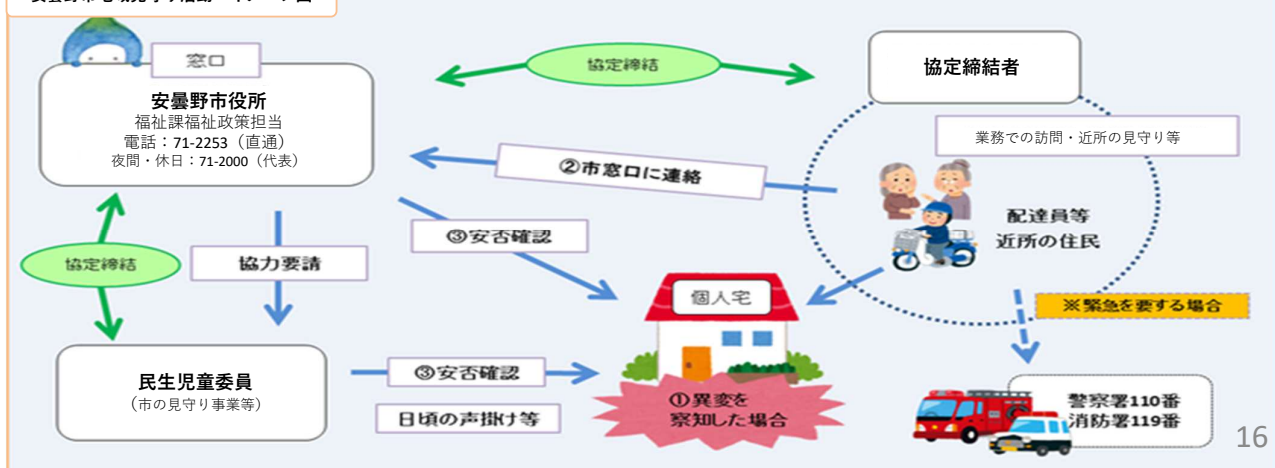 窓口
安曇野市役所
福祉課福祉政策担当
電話：71-2253（直通）
夜間・休日：71-2000（代表）
協定締結
協定締結者
業務での訪問・近所の見守り等
②市窓口に連絡
配達員等
近所の住民
③安否確認
協定締結
協力要請
個人宅
※緊急を要する場合
民生児童委員
（市の見守り事業等）
③安否確認
日頃の声掛け等
①異変を
察知した場合
警察署110番
消防署119番
16